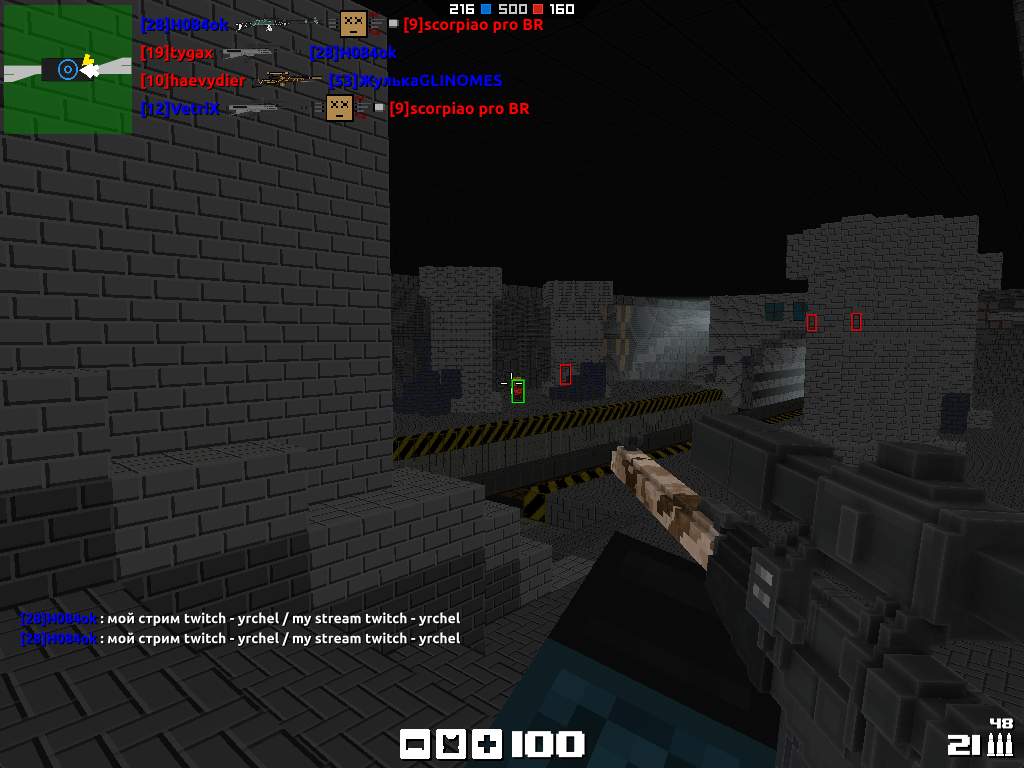 216 500 160
[28]H084ok [9]scorpiao pro BR
[19]tygax [28]H084ok
[10]haevydier [53]ЖулькаGLINOMES
[12]VetriX [9]scorpiao pro BR
[28]H084ok : мой стрим twitch - yrchel / my stream twitch - yrchel
[28]H084ok : мой стрим twitch - yrchel / my stream twitch - yrchel
100
48
21